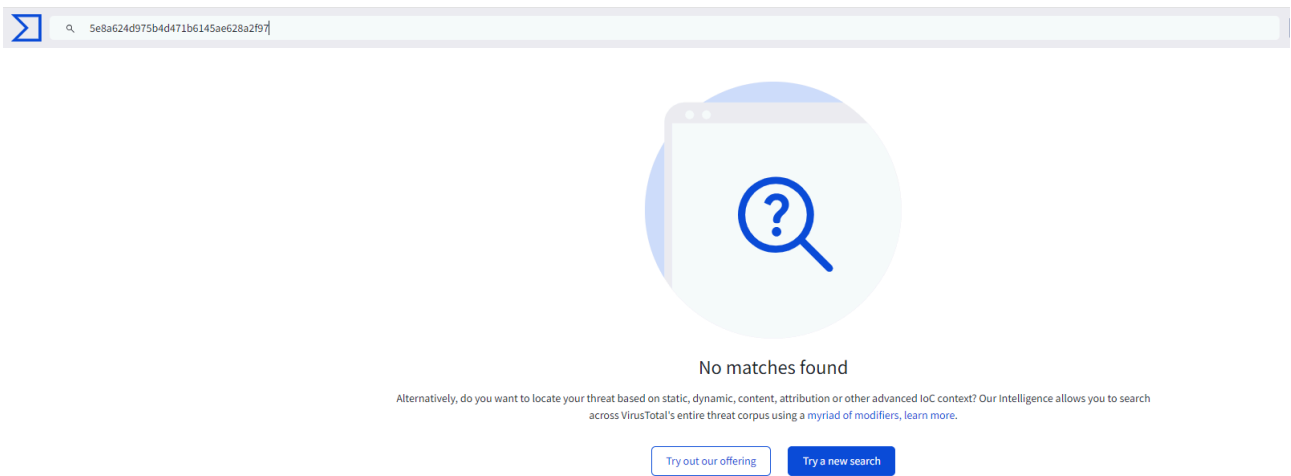 5e8a624d975b4d471b6145ae628a2f97
No matches found
Alternatively, do you want to locate your threat based on static, dynamic, content, attribution or other advanced IoC context? Our Intelligence allows you to search
across VirusTotal's entire threat corpus using a myriad of modifiers, learn more.
Try out our offering Try a new search